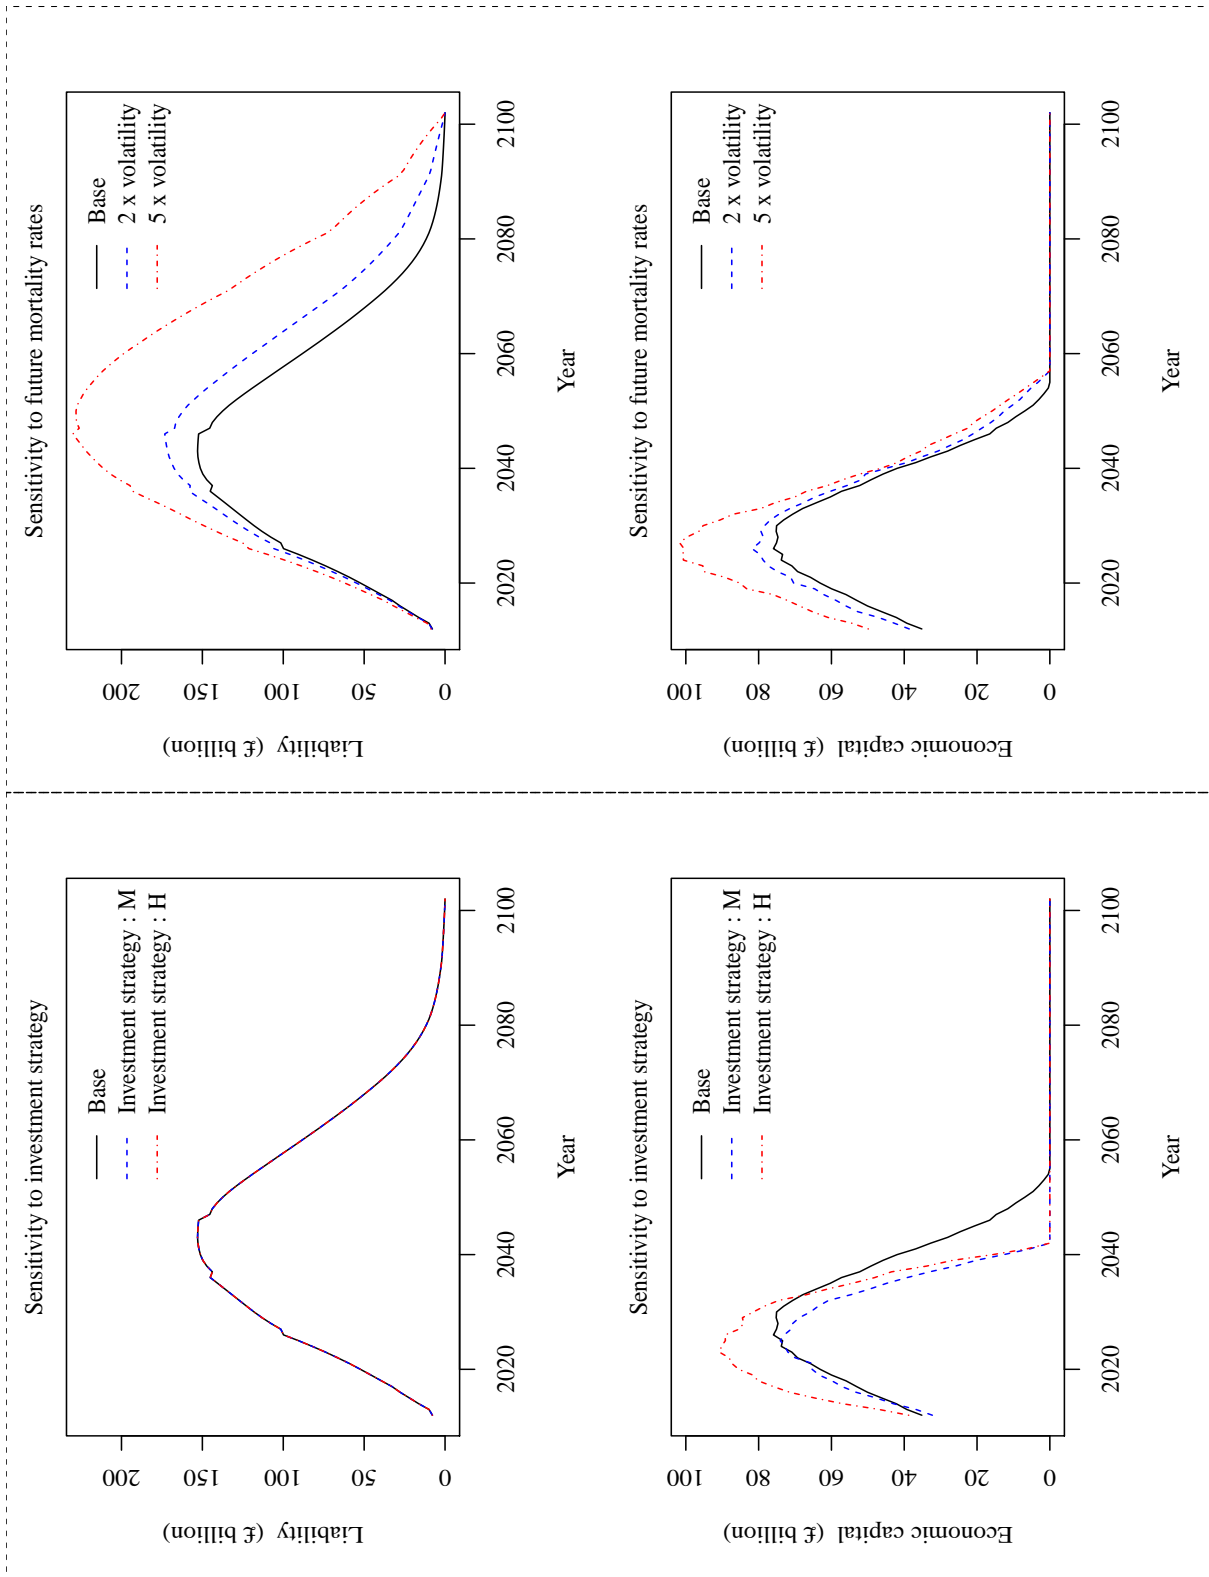 Sensitivity to investment strategy
Liability (£ billion)
0
50
100
150
200
2020
2040
2060
2080
2100
Year
Base
Investment strategy : M
Investment strategy : H
Sensitivity to future mortality rates
Liability (£ billion)
0
50
100
150
200
2020
2040
2060
2080
2100
Year
Base
2 x volatility
5 x volatility
Sensitivity to investment strategy
Economic capital (£ billion)
0
20
40
60
80
100
2020
2040
2060
2080
2100
Year
Base
Investment strategy : M
Investment strategy : H
Sensitivity to future mortality rates
Economic capital (£ billion)
0
20
40
60
80
100
2020
2040
2060
2080
2100
Year
Base
2 x volatility
5 x volatility